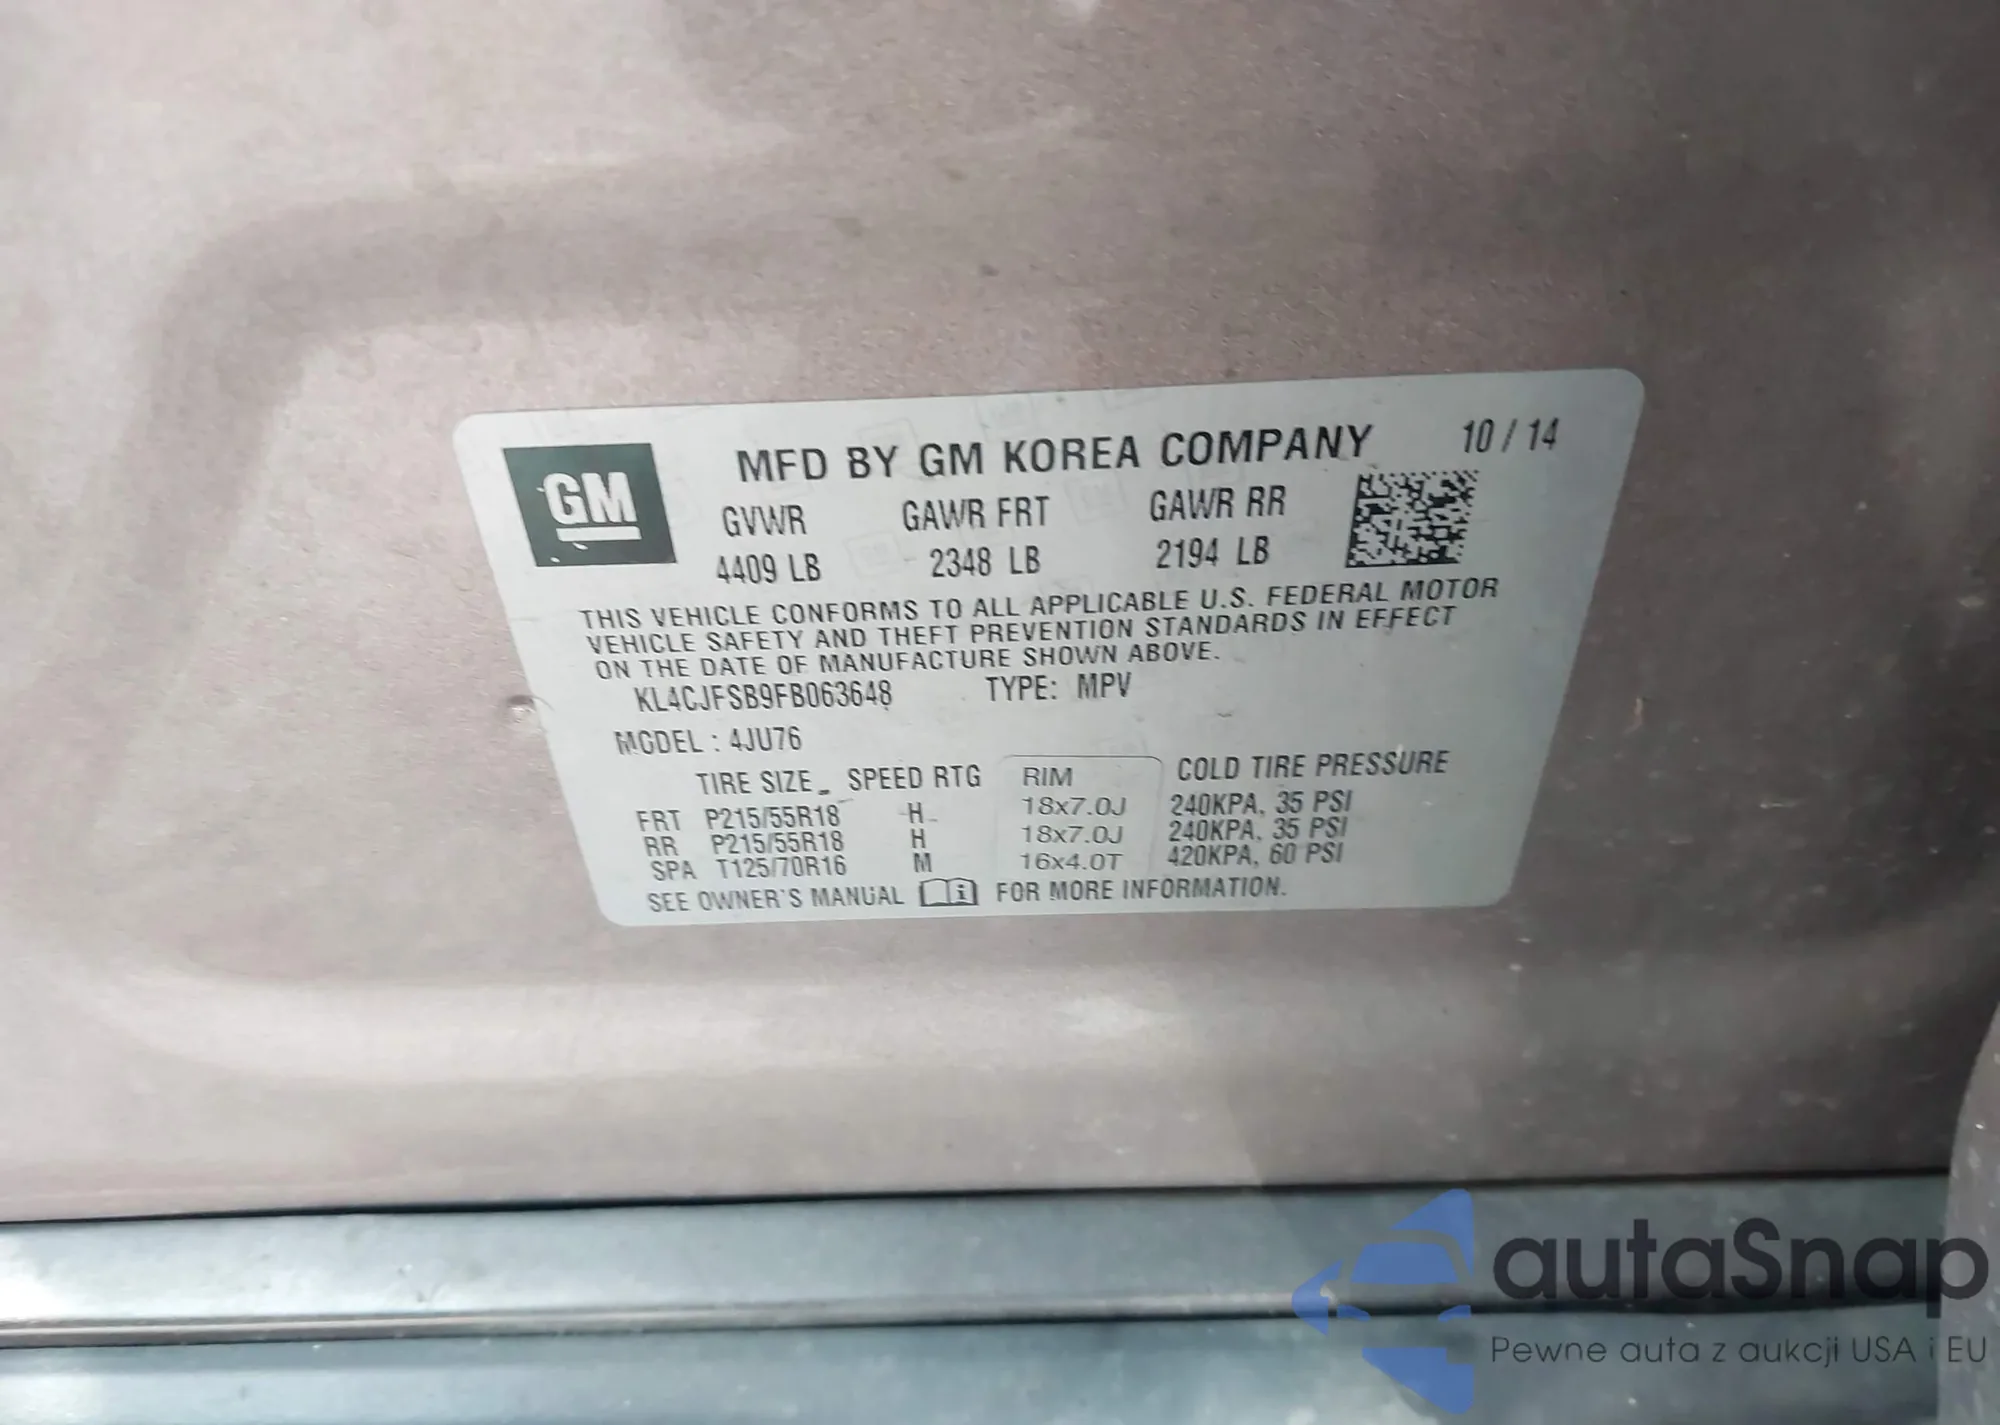 GM
MFD BY GM KOREA COMPANY 10 / 14
GVWR GAWR FRT GAWR RR
4409 LB 2348 LB 2194 LB
THIS VEHICLE CONFORMS TO ALL APPLICABLE U.S. FEDERAL MOTOR
VEHICLE SAFETY AND THEFT PREVENTION STANDARDS IN EFFECT
ON THE DATE OF MANUFACTURE SHOWN ABOVE.
KL4CJFSB9FB063648 TYPE: MPV
MODEL : 4JU76
TIRE SIZE SPEED RTG RIM COLD TIRE PRESSURE
FRT P215/55R18 H 18x7.0J 240KPA, 35 PSI
RR P215/55R18 H 18x7.0J 240KPA, 35 PSI
SPA T125/70R16 M 16x4.0T 420KPA, 60 PSI
SEE OWNER'S MANUAL FOR MORE INFORMATION.
autaSnap
Pewne auta z aukcji USA i EU